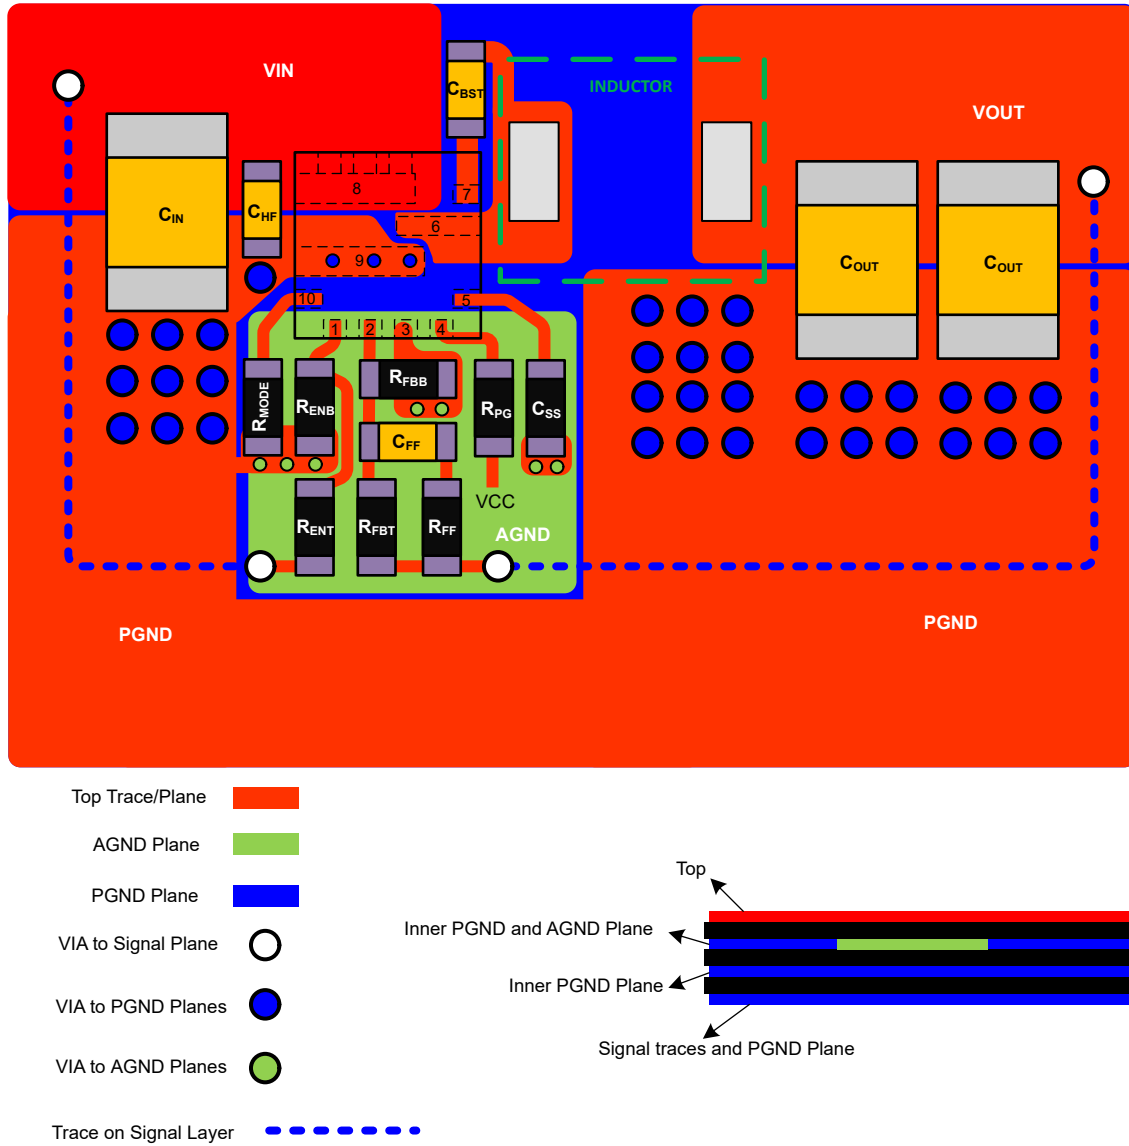 VIN
CBST
INDUCTOR
VOUT
8
7
CIN
CHF
6
COUT
COUT
9
10
5
1
2
3
4
RFBB
RMODE
RENB
RPG
CSS
CFF
VCC
RENT
RFBT
RFF
AGND
PGND
PGND
Top Trace/Plane
AGND Plane
PGND Plane
VIA to Signal Plane
VIA to PGND Planes
VIA to AGND Planes
Trace on Signal Layer
Top
Inner PGND and AGND Plane
Inner PGND Plane
Signal traces and PGND Plane